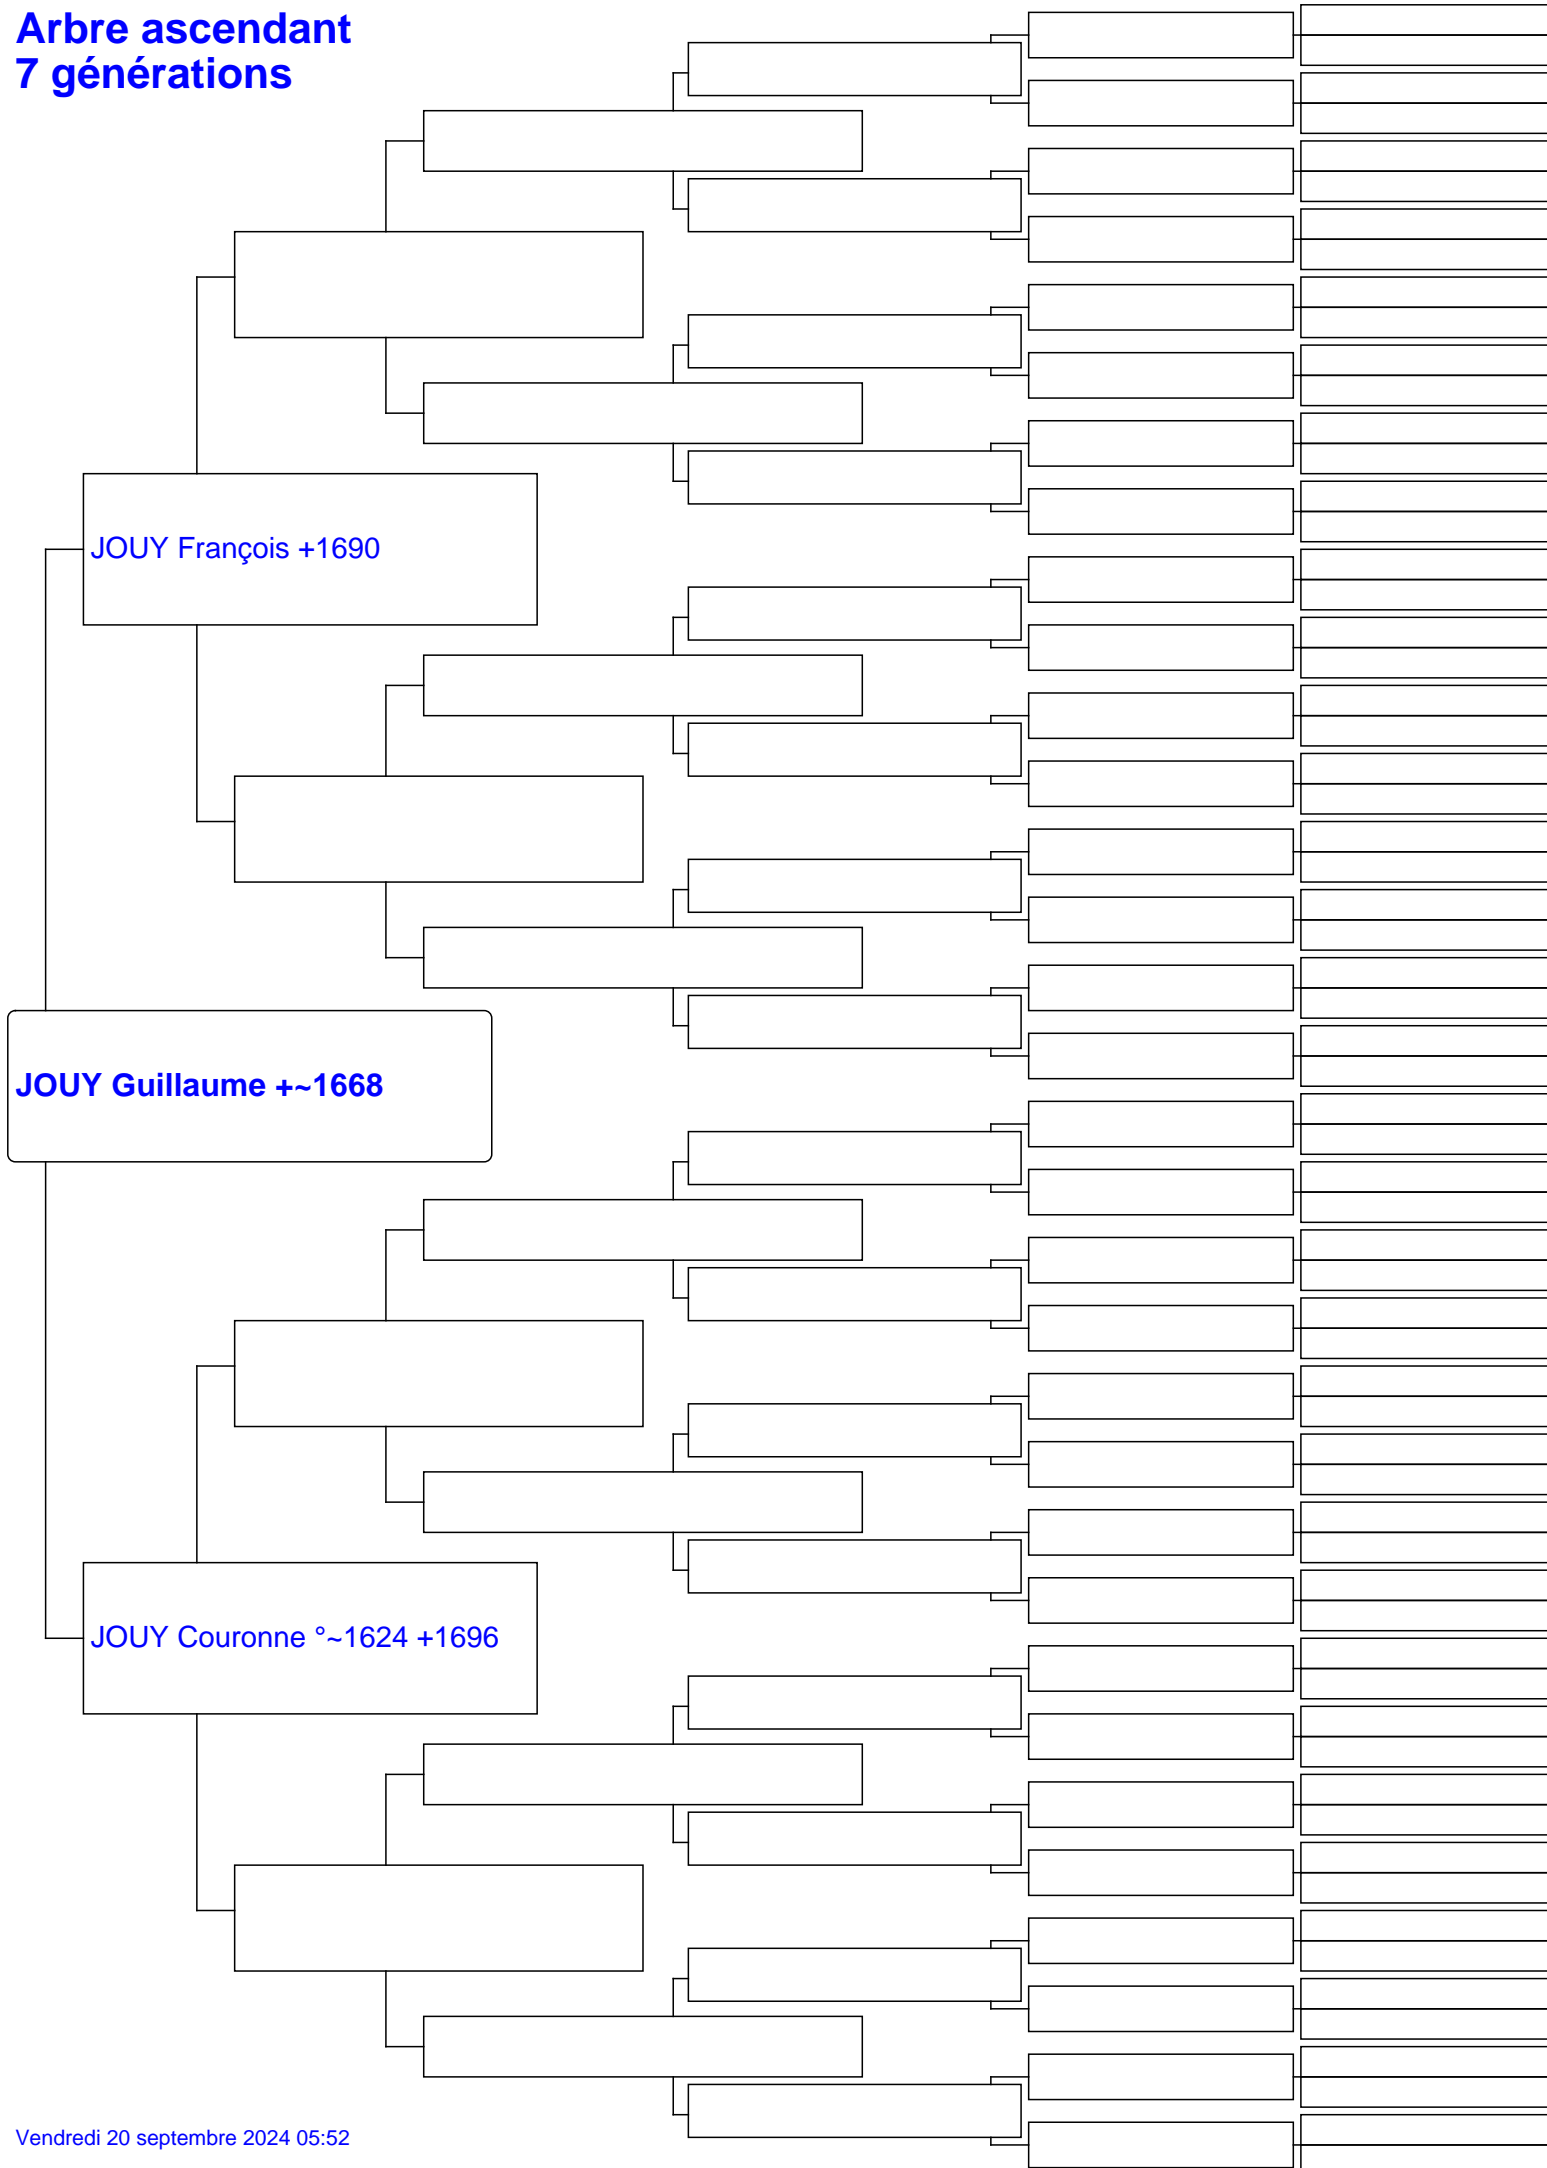 Arbre ascendant
7 générations
JOUY François +1690
JOUY Guillaume +~1668
JOUY Couronne °~1624 +1696
Vendredi 20 septembre 2024 05:52